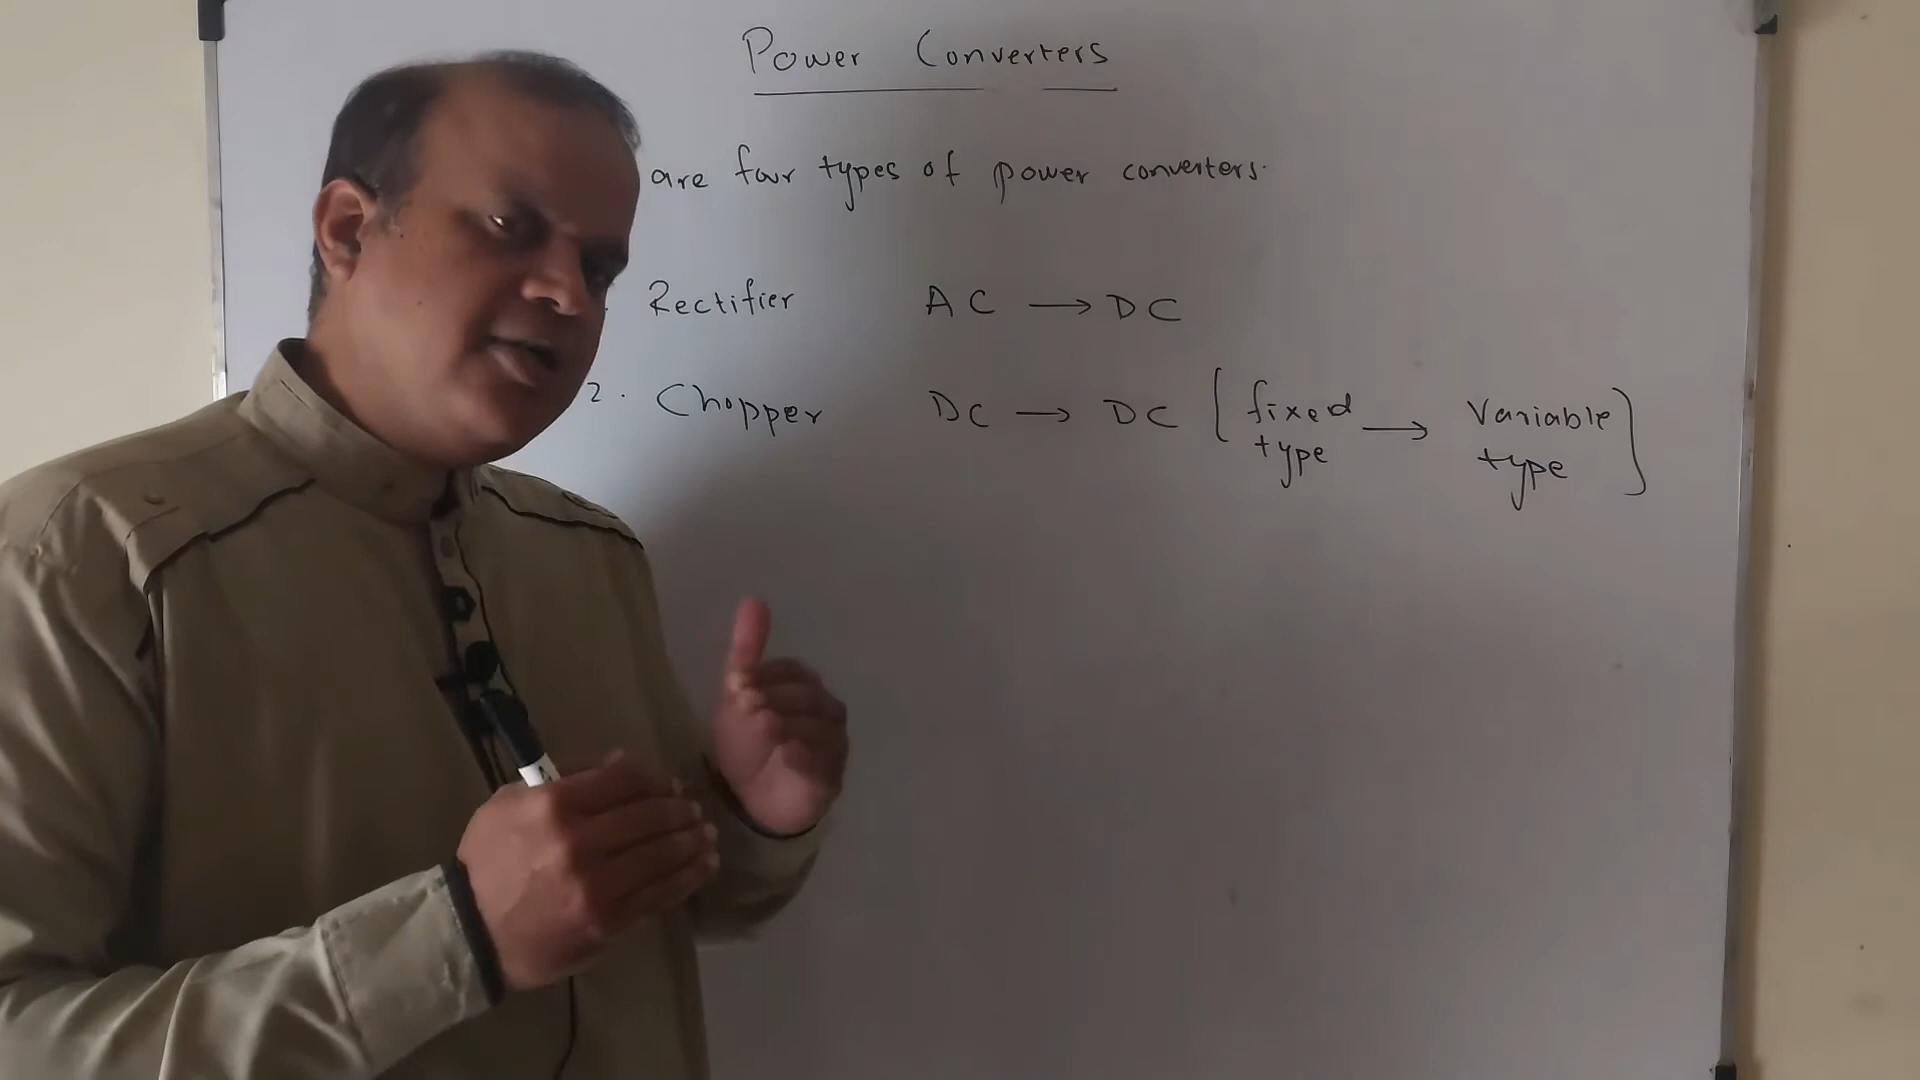 Power Converters
are four types of power converters.
Rectifier AC → DC
2. Chopper DC → DC [fixed type → Variable type]